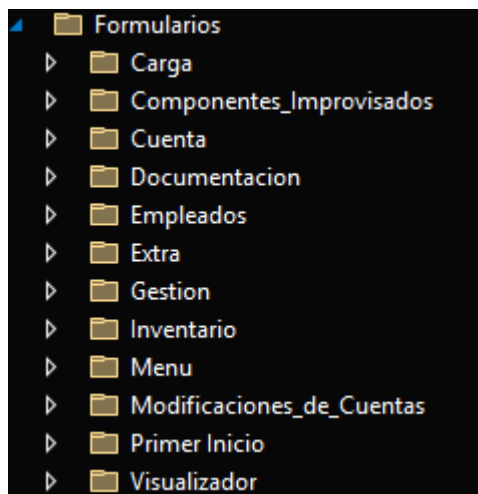 Formularios
Carga
Componentes_Improvisados
Cuenta
Documentacion
Empleados
Extra
Gestion
Inventario
Menu
Modificaciones_de_Cuentas
Primer Inicio
Visualizador